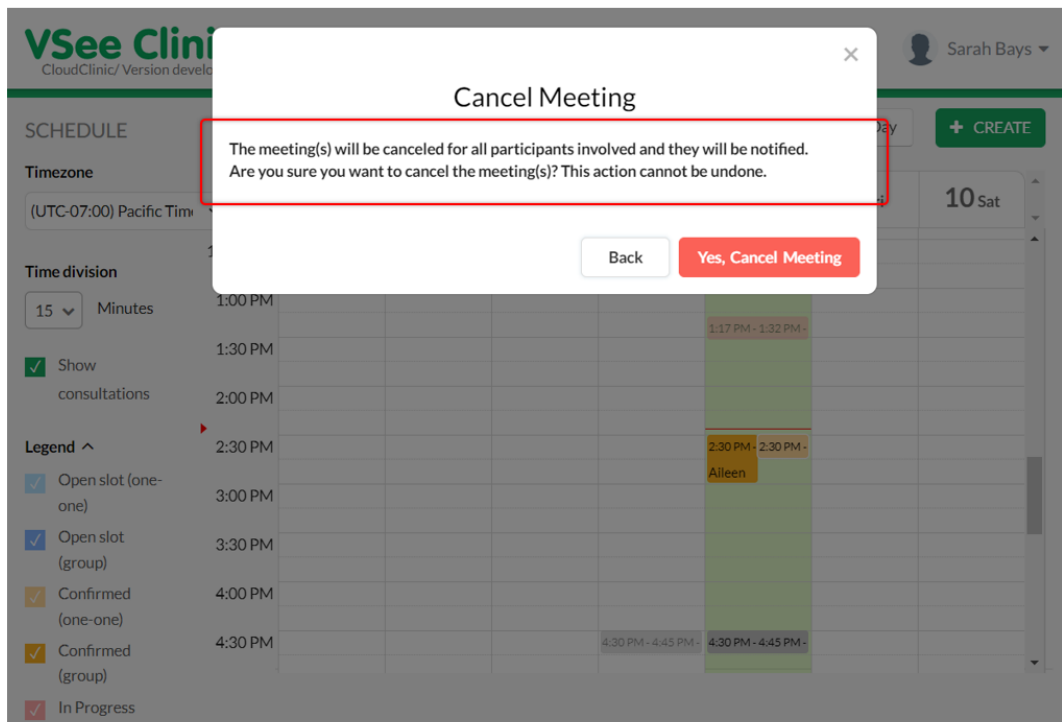 VSee Clini
CloudClinic/ Version develo
×
Sarah Bays
Cancel Meeting
The meeting(s) will be canceled for all participants involved and they will be notified.
Are you sure you want to cancel the meeting(s)? This action cannot be undone.
Back
Yes, Cancel Meeting
SCHEDULE
Day
+ CREATE
Timezone
(UTC-07:00) Pacific Tim
10 Sat
Time division
15
Minutes
Show
consultations
Legend
Open slot (one-
one)
Open slot
(group)
Confirmed
(one-one)
Confirmed
(group)
In Progress
1:00 PM
1:17 PM - 1:32 PM -
1:30 PM
2:00 PM
2:30 PM
2:30 PM - 2:30 PM -
Aileen
3:00 PM
3:30 PM
4:00 PM
4:30 PM
4:30 PM - 4:45 PM -
4:30 PM - 4:45 PM -